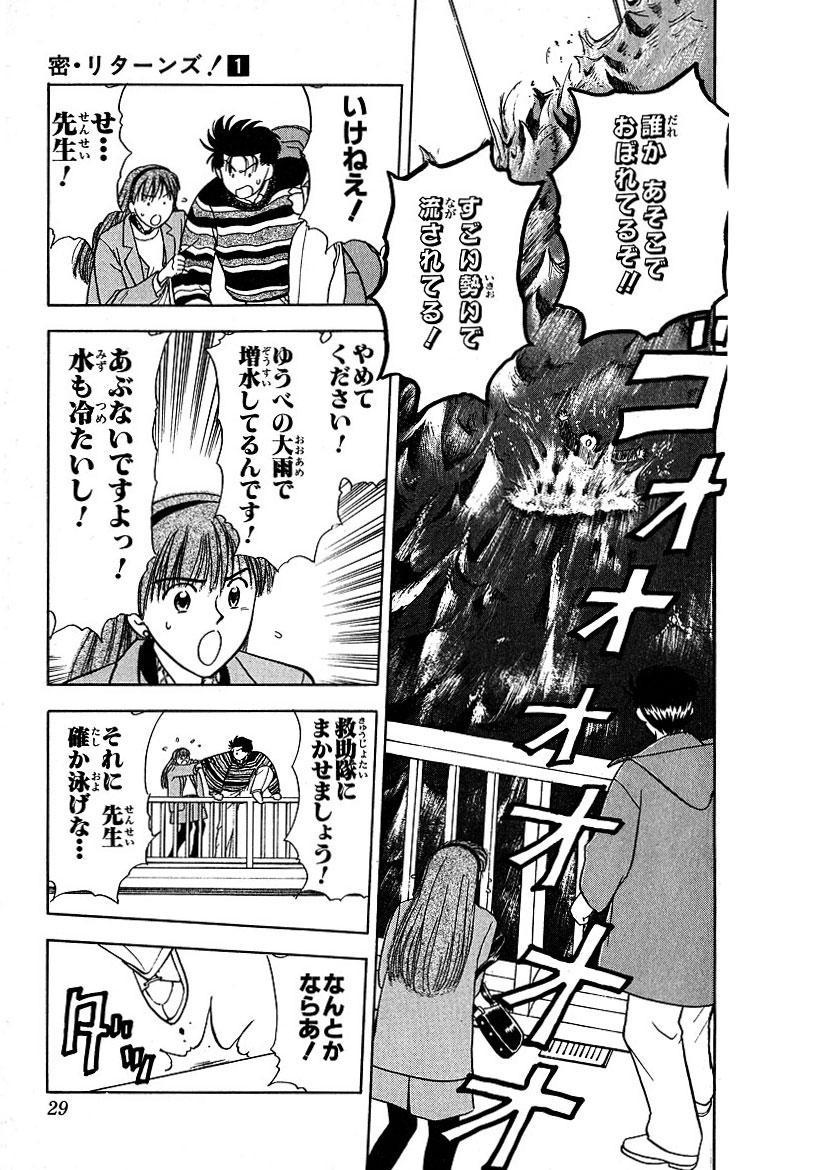 密・リターンズ! 1
誰か あそこで
おぼれてるぞ!!
すごい勢いで
流されてる!
ゴオォォォオオオ
いけねえ!
せ…
先生!
やめて
ください!
ゆうべの大雨で
増水してるんです!
あぶないですよっ!
水も冷たいし!
救助隊に
まかせましょう!
それに 先生
確か泳げな…
なんとか
ならあ!
ダッ
29